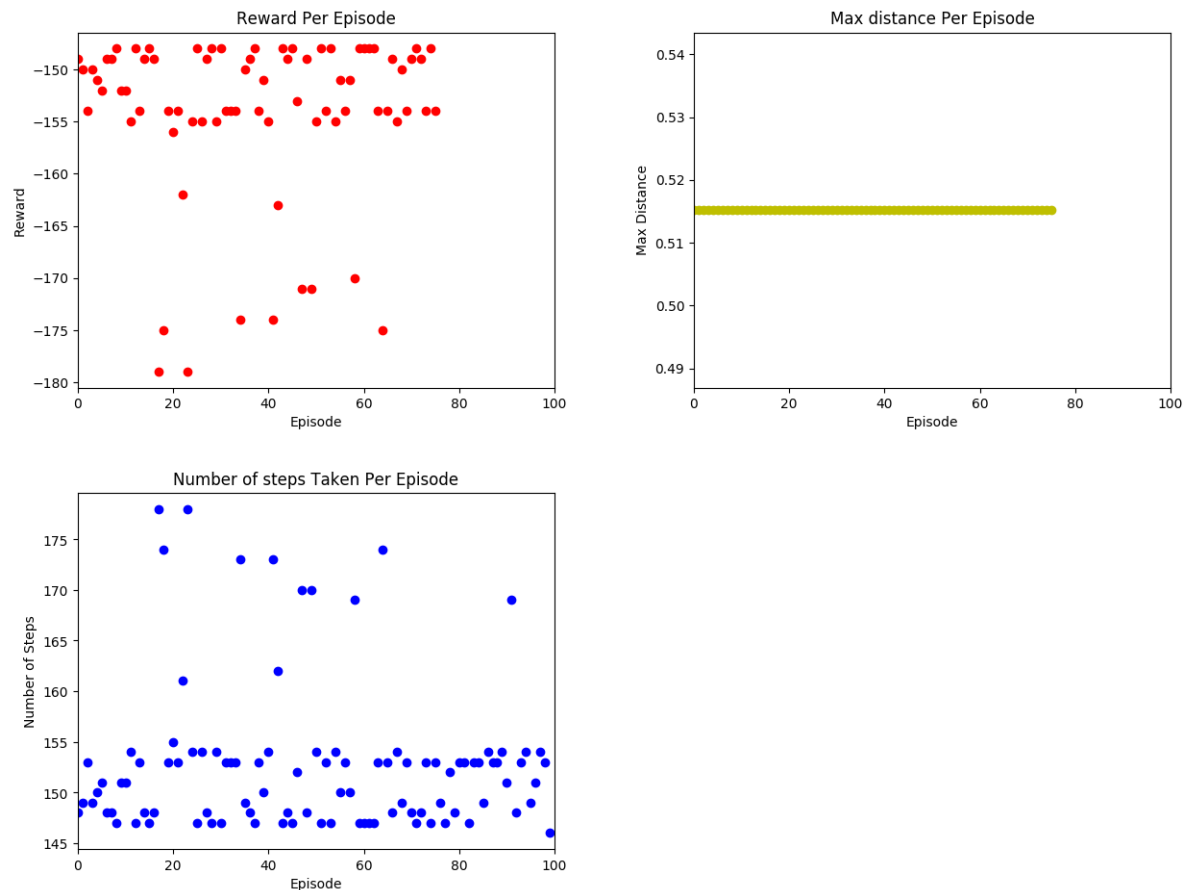 Reward Per Episode
−150
−155
−160
−165
−170
−175
−180
Reward
0 20 40 60 80 100
Episode
Max distance Per Episode
0.54
0.53
0.52
0.51
0.50
0.49
Max Distance
0 20 40 60 80 100
Episode
Number of steps Taken Per Episode
175
170
165
160
155
150
145
Number of Steps
0 20 40 60 80 100
Episode